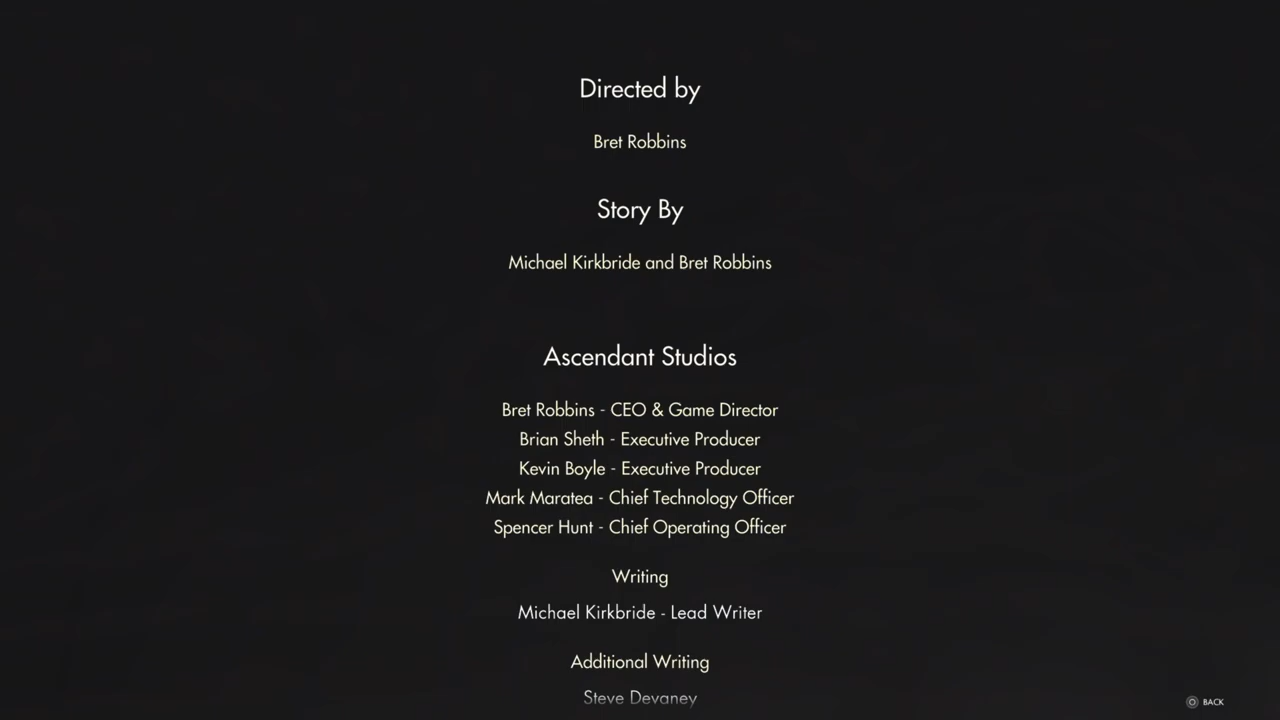 Directed by
Bret Robbins
Story By
Michael Kirkbride and Bret Robbins
Ascendant Studios
Bret Robbins - CEO & Game Director
Brian Sheth - Executive Producer
Kevin Boyle - Executive Producer
Mark Maratea - Chief Technology Officer
Spencer Hunt - Chief Operating Officer
Writing
Michael Kirkbride - Lead Writer
Additional Writing
Steve Devaney
BACK